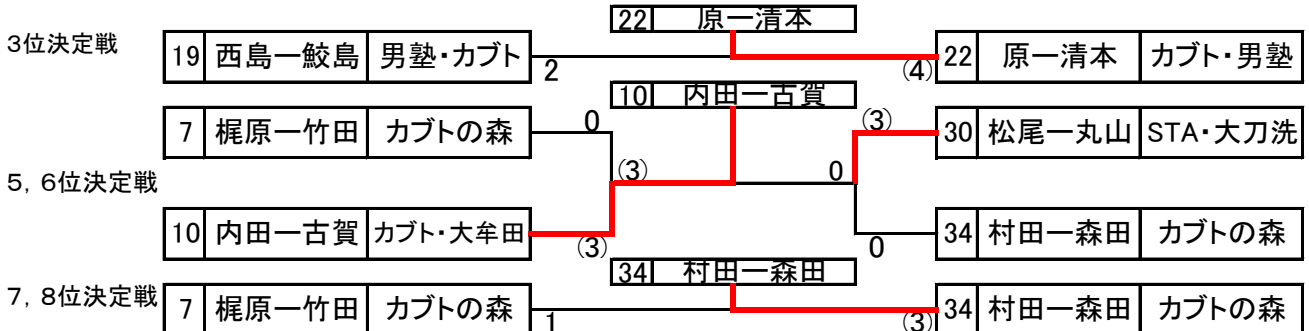 22 原一清本
3位決定戦 19 西島一鮫島 男塾・カブト 2 (4) 22 原一清本 カブト・男塾
10 内田一古賀
7 梶原一竹田 カブトの森 0 (3) 30 松尾一丸山 STA・大刀洗
5,6位決定戦 (3) 0
10 内田一古賀 カブト・大牟田 (3) 0 34 村田一森田 カブトの森
34 村田一森田
7,8位決定戦 7 梶原一竹田 カブトの森 1 (3) 34 村田一森田 カブトの森